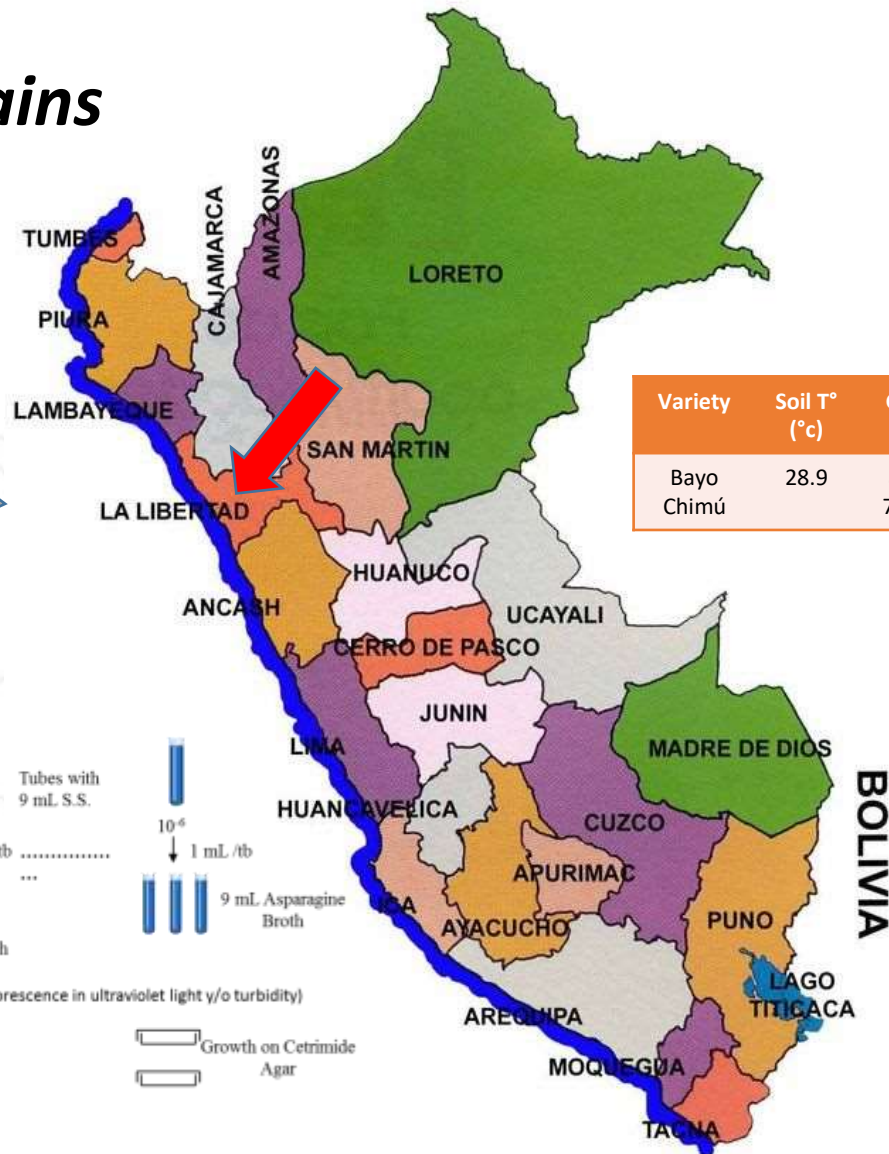 TUMBES
PIURA
CAJAMARCA
AMAZONAS
LORETO
LAMBAYEQUE
SAN MARTIN
LA LIBERTAD
Variety
Soil T°
(°c)
Bayo
Chimú
28.9
HUANUCO
ANCASH
UCAYALI
CERRO DE PASCO
JUNIN
LIMA
MADRE DE DIOS
HUANCAVELICA
CUZCO
BOLIVIA
APURIMAC
ICA
AYACUCHO
PUNO
LAGO
TITICACA
AREQUIPA
MOQUEGUA
TACNA
Tubes with
9 mL S.S.
10-6
1 mL /tb
...............
...
9 mL Asparagine
Broth
in ultraviolet light y/o turbidity)
Growth on Cetrimide
Agar